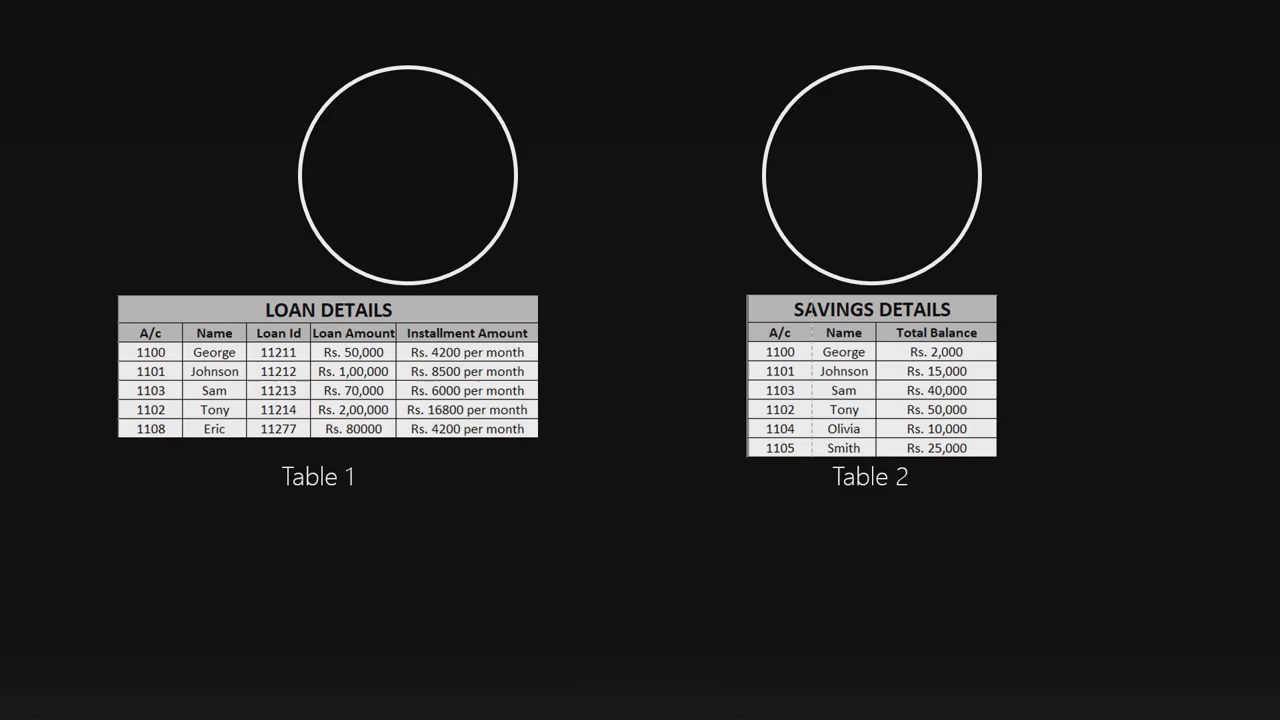 LOAN DETAILS
A/c Name Loan Id Loan Amount Installment Amount
1100 George 11211 Rs. 50,000 Rs. 4200 per month
1101 Johnson 11212 Rs. 1,00,000 Rs. 8500 per month
1103 Sam 11213 Rs. 70,000 Rs. 6000 per month
1102 Tony 11214 Rs. 2,00,000 Rs. 16800 per month
1108 Eric 11277 Rs. 80000 Rs. 4200 per month
Table 1
SAVINGS DETAILS
A/c Name Total Balance
1100 George Rs. 2,000
1101 Johnson Rs. 15,000
1103 Sam Rs. 40,000
1102 Tony Rs. 50,000
1104 Olivia Rs. 10,000
1105 Smith Rs. 25,000
Table 2